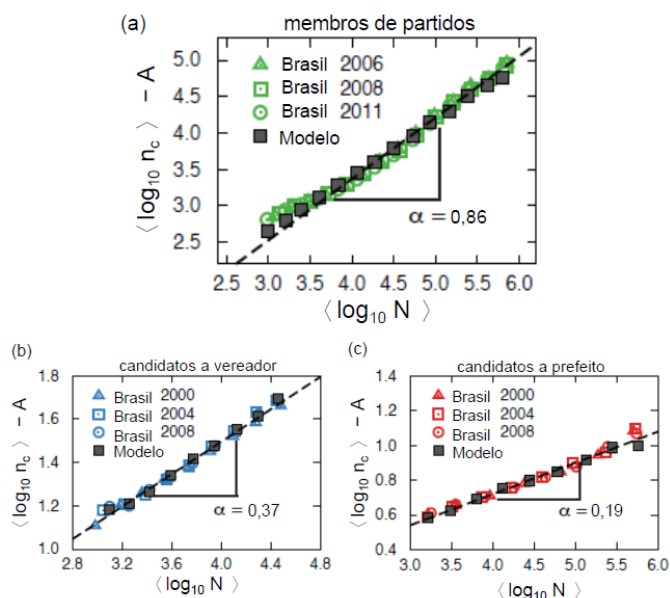 (a) membros de partidos
⟨ log₁₀ n_c ⟩ − A
5.0
4.5
4.0
3.5
3.0
2.5
Brasil 2006
Brasil 2008
Brasil 2011
Modelo
α = 0,86
2.5 3.0 3.5 4.0 4.5 5.0 5.5 6.0
⟨ log₁₀ N ⟩
(b) candidatos a vereador
⟨ log₁₀ n_c ⟩ − A
1.8
1.6
1.4
1.2
1.0
Brasil 2000
Brasil 2004
Brasil 2008
Modelo
α = 0,37
2.8 3.2 3.6 4.0 4.4 4.8
⟨ log₁₀ N ⟩
(c) candidatos a prefeito
⟨ log₁₀ n_c ⟩ − A
1.4
1.2
1.0
0.8
0.6
0.4
Brasil 2000
Brasil 2004
Brasil 2008
Modelo
α = 0,19
3.0 3.5 4.0 4.5 5.0 5.5 6.0
⟨ log₁₀ N ⟩